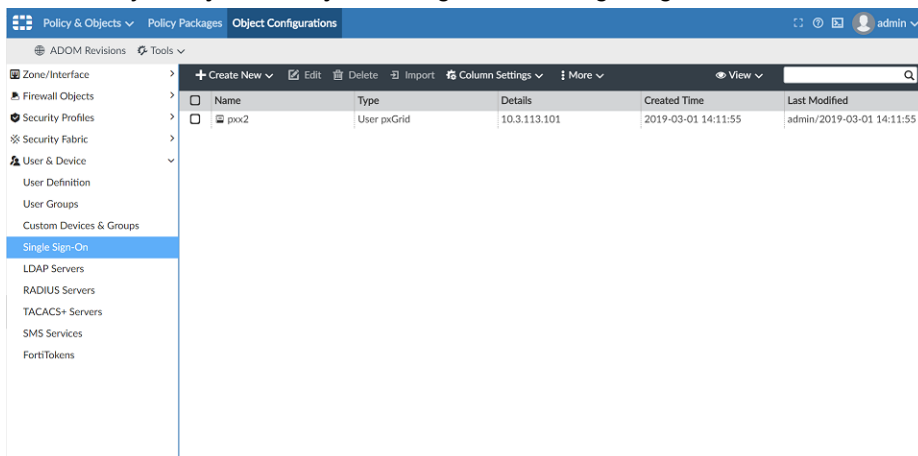 Policy & Objects Policy Packages Object Configurations admin
ADOM Revisions Tools
Zone/Interface
Firewall Objects
Security Profiles
Security Fabric
User & Device
User Definition
User Groups
Custom Devices & Groups
Single Sign-On
LDAP Servers
RADIUS Servers
TACACS+ Servers
SMS Services
FortiTokens
Create New Edit Delete Import Column Settings More View
Name Type Details Created Time Last Modified
pxx2 User pxGrid 10.3.113.101 2019-03-01 14:11:55 admin/2019-03-01 14:11:55